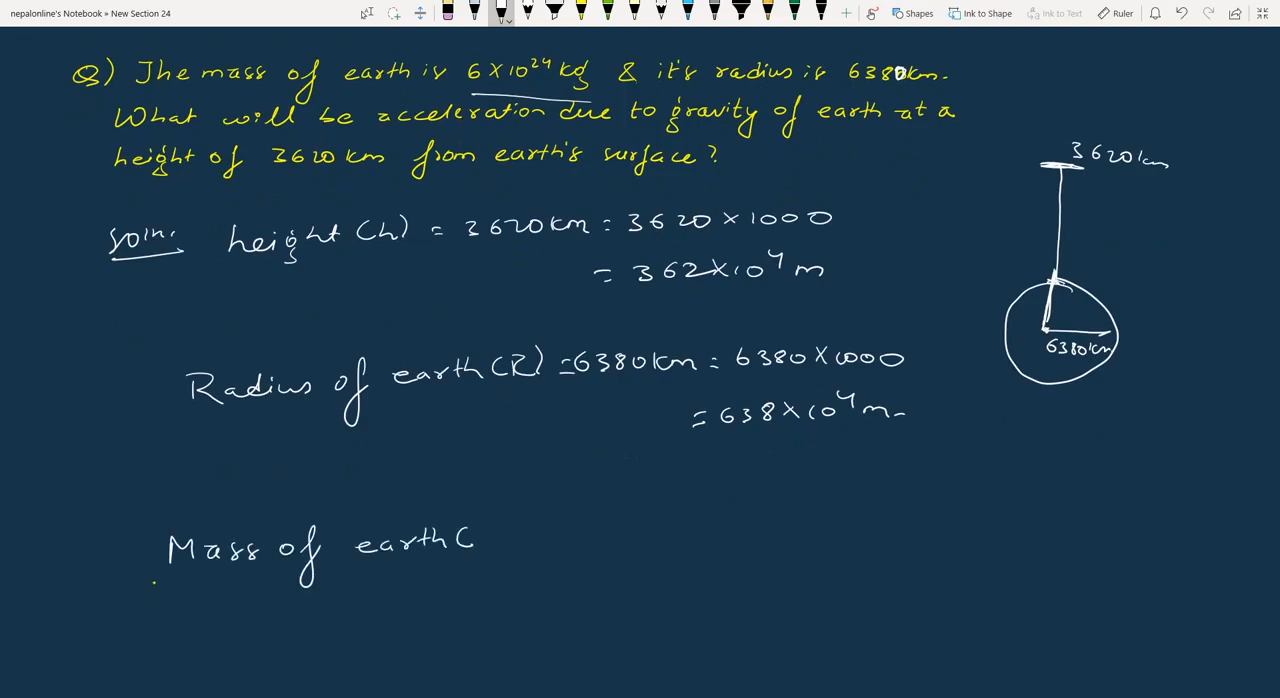 nepalonline's Notebook » New Section 24
Shapes Ink to Shape Ink to Text Ruler
Q) The mass of earth is 6×10²⁴ kg & it's radius is 6380km.
What will be acceleration due to gravity of earth at a
height of 3620 km from earth's surface?
3620km
Soln. height (h) = 3620km = 3620×1000
= 362×10⁴ m
6380km
Radius of earth (R) = 6380km = 6380×1000
= 638×10⁴ m-
Mass of earth (